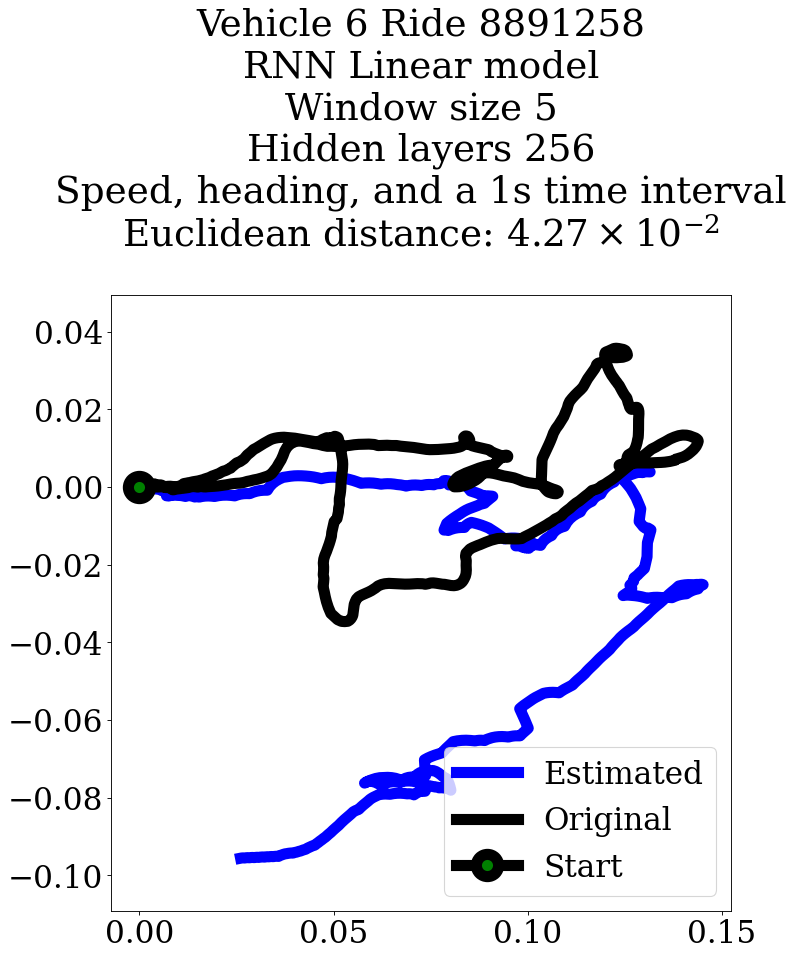 Vehicle 6 Ride 8891258
RNN Linear model
Window size 5
Hidden layers 256
Speed, heading, and a 1s time interval
Euclidean distance: 4.27 × 10⁻²
0.04
0.02
0.00
−0.02
−0.04
−0.06
−0.08
−0.10
Estimated
Original
Start
0.00 0.05 0.10 0.15